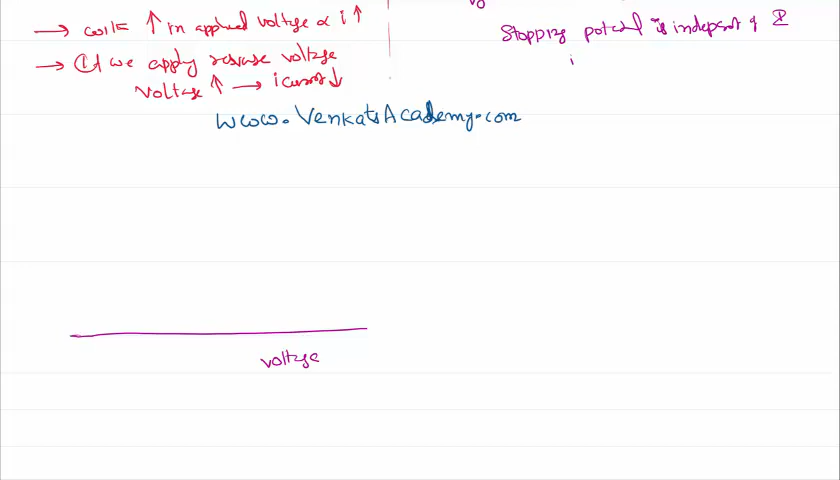 → with ↑ in applied voltage ∝ i ↑
→ If we apply reverse voltage
voltage ↑ → i current ↓
Stopping is independent of I
i
www.VenkatsAcademy.com
voltage